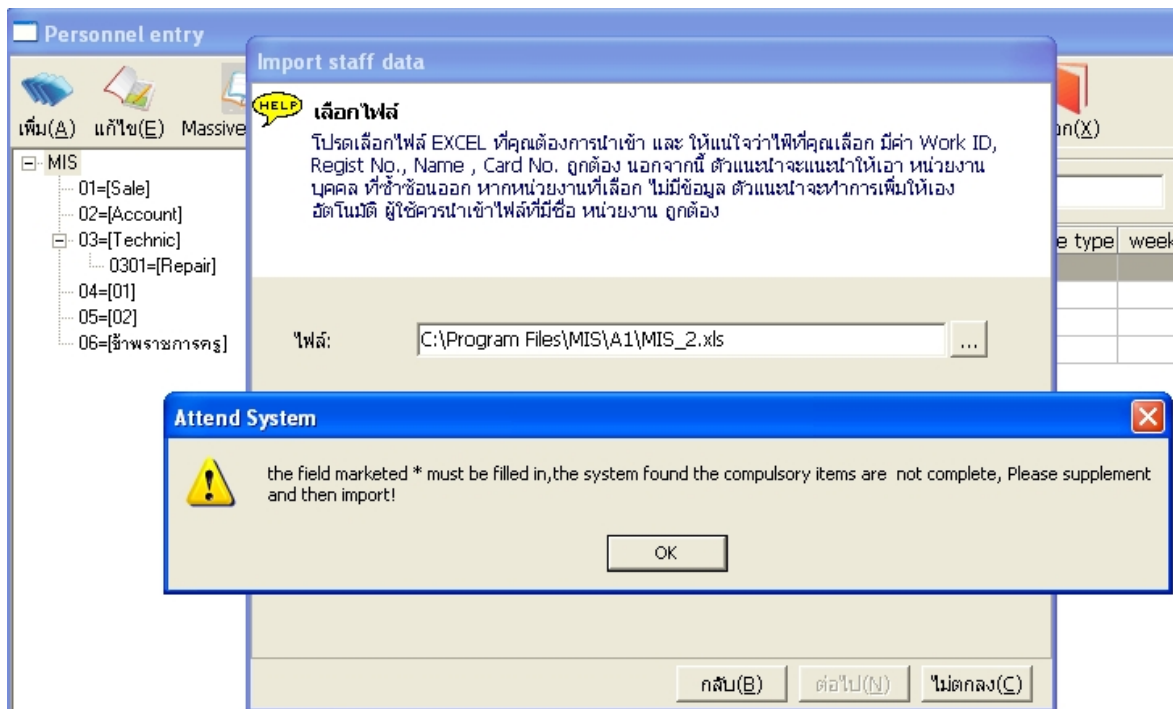 Personnel entry
Import staff data
เพิ่ม(A) แก้ไข(E) Massive
(X)
HELP เลือกไฟล์
โปรดเลือกไฟล์ EXCEL ที่คุณต้องการนำเข้า และ ให้แน่ใจว่าไฟที่คุณเลือก มีค่า Work ID,
Regist No., Name , Card No. ถูกต้อง นอกจากนี้ ตัวแนะนำจะแนะนำให้เอา หน่วยงาน
บุคคล ที่ซ้ำซ้อนออก หากหน่วยงานที่เลือก ไม่มีข้อมูล ตัวแนะนำจะทำการเพิ่มให้เอง
อัตโนมัติ ผู้ใช้ควรนำเข้าไฟล์ที่มีชื่อ หน่วยงาน ถูกต้อง
MIS
01=[Sale]
02=[Account]
03=[Technic]
0301=[Repair]
04=[01]
05=[02]
06=[ข้าพราชการครู]
e type week
ไฟล์: C:\Program Files\MIS\A1\MIS_2.xls ...
Attend System
the field marketed * must be filled in,the system found the compulsory items are not complete, Please supplement
and then import!
OK
กลับ(B) ต่อไป(N) ไม่ตกลง(C)